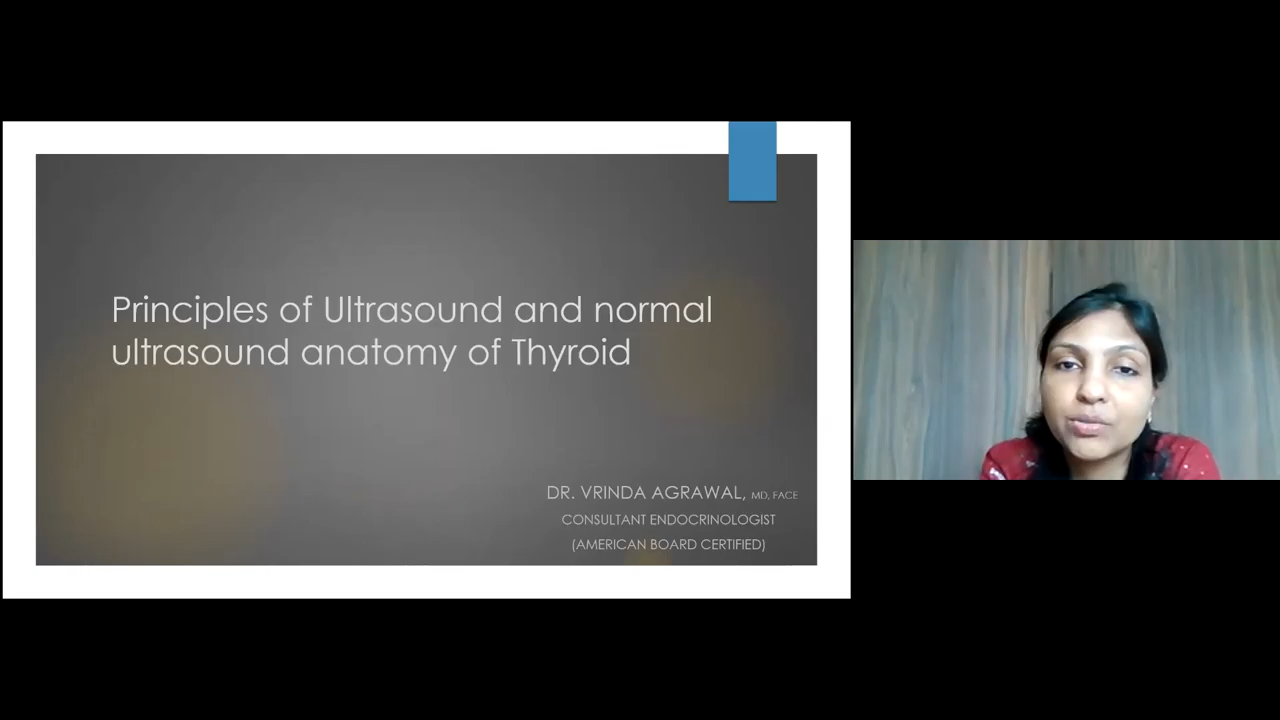 Principles of Ultrasound and normal
ultrasound anatomy of Thyroid
DR. VRINDA AGRAWAL, MD, FACE
CONSULTANT ENDOCRINOLOGIST
(AMERICAN BOARD CERTIFIED)